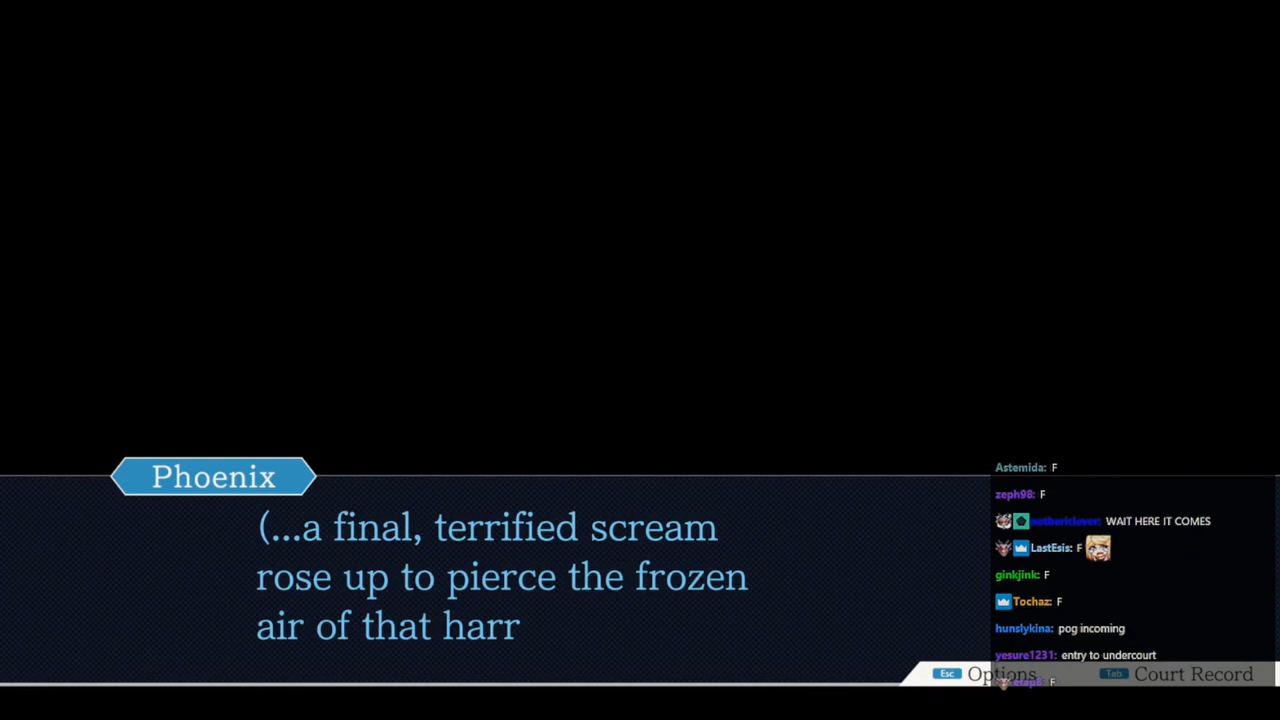 Phoenix
(...a final, terrified scream
rose up to pierce the frozen
air of that harr
Astemida: F
zeph98: F
WAIT HERE IT COMES
LastEsis: F
ginkjink: F
Tochaz: F
hunslykina: pog incoming
yesure1231: entry to undercourt
F
Esc Options
Tab Court Record